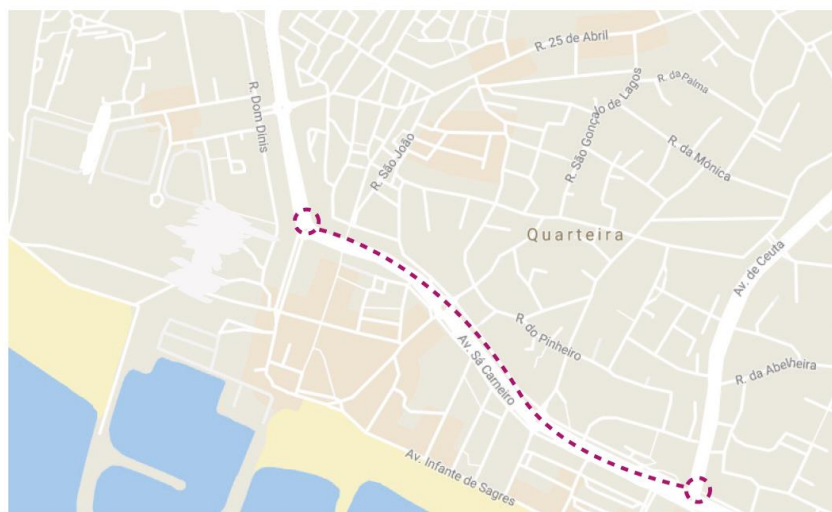 R. 25 de Abril
R. da Palma
R. Dom Dinis
R. São Gonçalo de Lagos
R. São João
R. da Mónica
Quarteira
Av. de Ceuta
R. do Pinheiro
Av. Sá Carneiro
R. da Abelheira
Av. Infante de Sagres